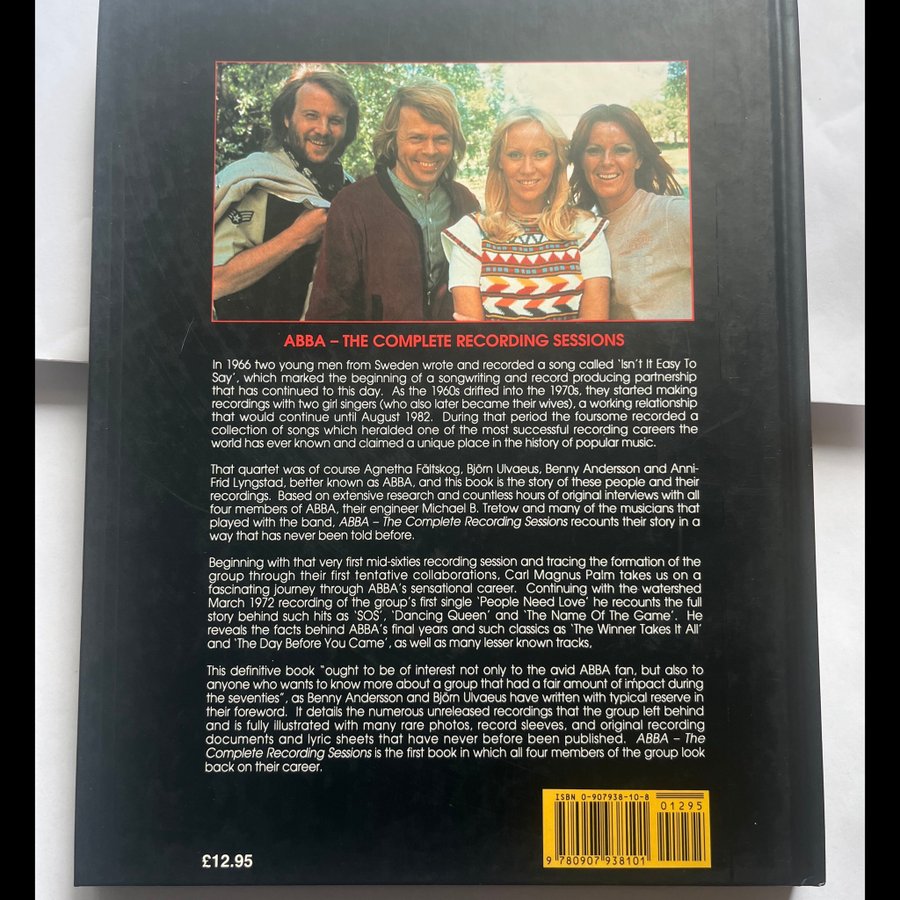 ABBA – THE COMPLETE RECORDING SESSIONS
In 1966 two young men from Sweden wrote and recorded a song called ‘Isn’t It Easy To
Say’, which marked the beginning of a songwriting and record producing partnership
that has continued to this day. As the 1960s drifted into the 1970s, they started making
recordings with two girl singers (who also later became their wives), a working relationship
that would continue until August 1982. During that period the foursome recorded a
collection of songs which heralded one of the most successful recording careers the
world has ever known and claimed a unique place in the history of popular music.
That quartet was of course Agnetha Fältskog, Björn Ulvaeus, Benny Andersson and Anni-
Frid Lyngstad, better known as ABBA, and this book is the story of these people and their
recordings. Based on extensive research and countless hours of original interviews with all
four members of ABBA, their engineer Michael B. Tretow and many of the musicians that
played with the band, ABBA – The Complete Recording Sessions recounts their story in a
way that has never been told before.
Beginning with that very first mid-sixties recording session and tracing the formation of the
group through their first tentative collaborations, Carl Magnus Palm takes us on a
fascinating journey through ABBA’s sensational career. Continuing with the watershed
March 1972 recording of the group’s first single ‘People Need Love’ he recounts the full
story behind such hits as ‘SOS’, ‘Dancing Queen’ and ‘The Name Of The Game’. He
reveals the facts behind ABBA’s final years and such classics as ‘The Winner Takes It All’
and ‘The Day Before You Came’, as well as many lesser known tracks,
This definitive book “ought to be of interest not only to the avid ABBA fan, but also to
anyone who wants to know more about a group that had a fair amount of impact during
the seventies”, as Benny Andersson and Björn Ulvaeus have written with typical reserve in
their foreword. It details the numerous unreleased recordings that the group left behind
and is fully illustrated with many rare photos, record sleeves, and original recording
documents and lyric sheets that have never before been published. ABBA – The
Complete Recording Sessions is the first book in which all four members of the group look
back on their career.
£12.95
ISBN 0-907938-10-8
01295
9 780907 938101